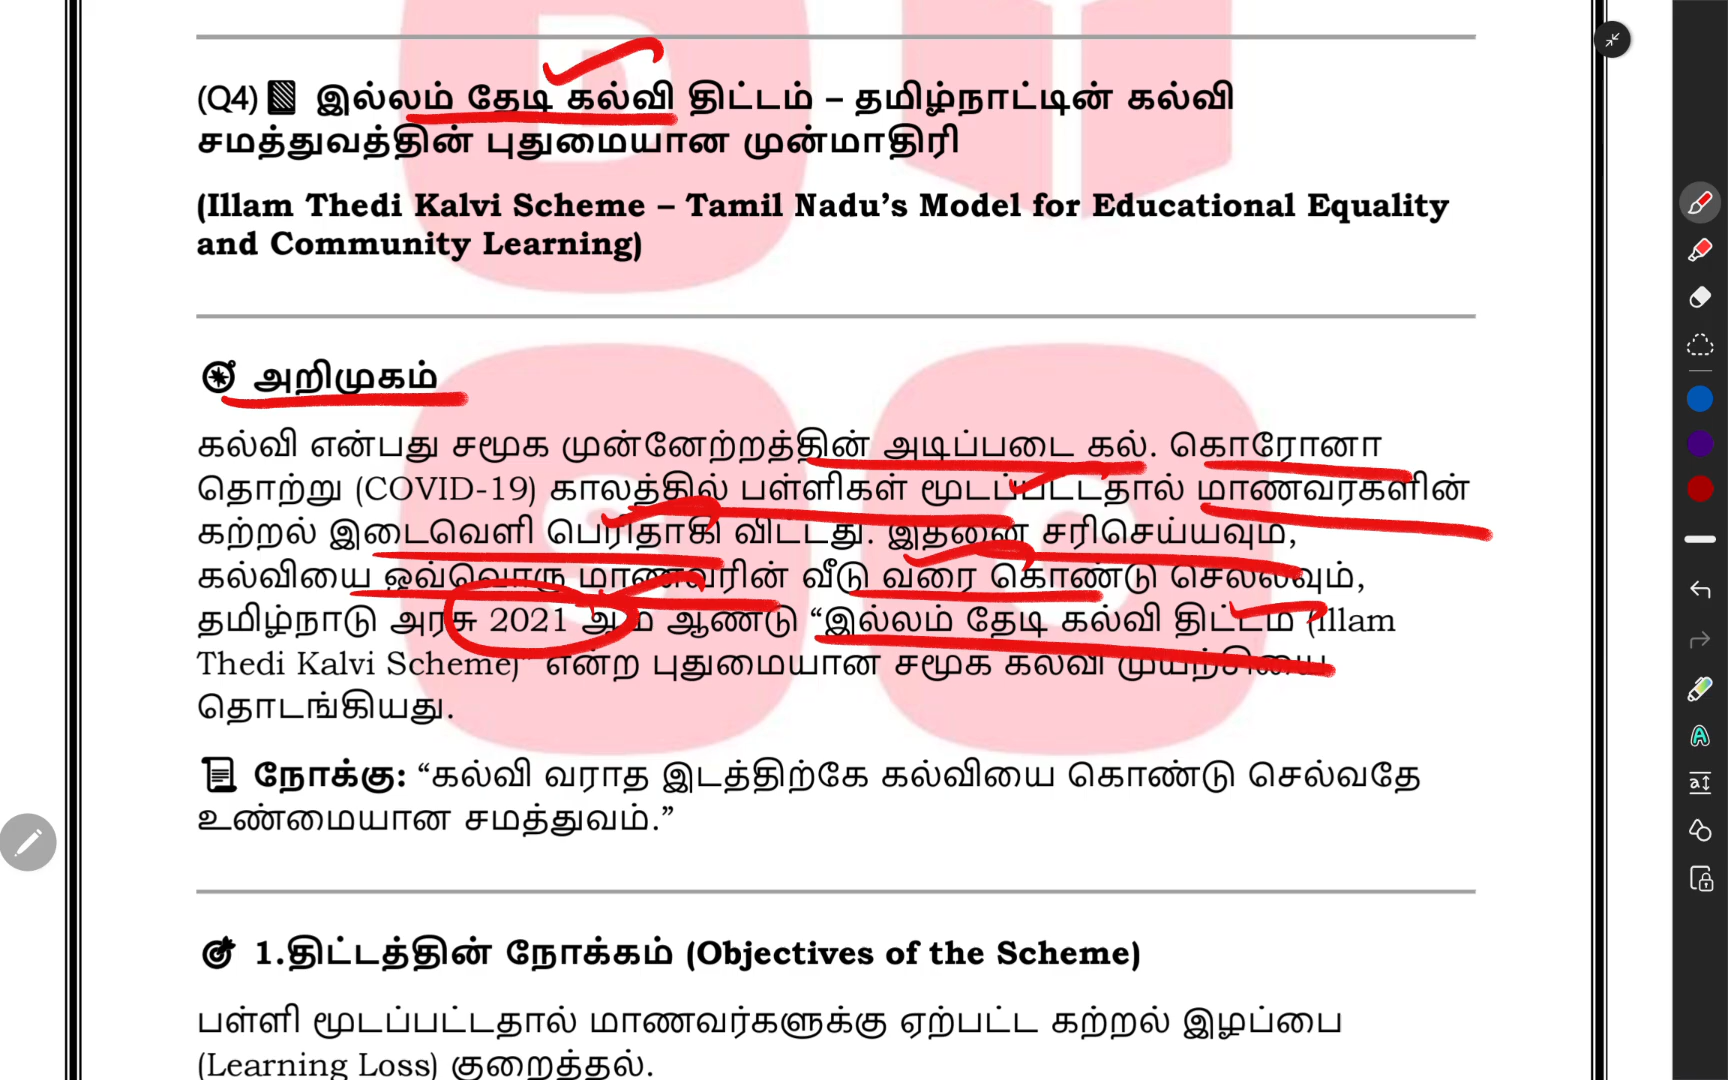 (Q4) இல்லம் தேடி கல்வி திட்டம் – தமிழ்நாட்டின் கல்வி
சமத்துவத்தின் புதுமையான முன்மாதிரி
(Illam Thedi Kalvi Scheme – Tamil Nadu’s Model for Educational Equality
and Community Learning)
அறிமுகம்
கல்வி என்பது சமூக முன்னேற்றத்தின் அடிப்படை கல். கொரோனா
தொற்று (COVID-19) காலத்தில் பள்ளிகள் மூடப்பட்டதால் மாணவர்களின்
கற்றல் இடைவெளி பெரிதாகி விட்டது. இதனை சரிசெய்யவும்,
கல்வியை ஒவ்வொரு மாணவரின் வீடு வரை கொண்டு செல்லவும்,
தமிழ்நாடு அரசு 2021 ஆம் ஆண்டு “இல்லம் தேடி கல்வி திட்டம் (Illam
Thedi Kalvi Scheme)” என்ற புதுமையான சமூக கல்வி முயற்சியை
தொடங்கியது.
நோக்கு: “கல்வி வராத இடத்திற்கே கல்வியை கொண்டு செல்வதே
உண்மையான சமத்துவம்.”
1.திட்டத்தின் நோக்கம் (Objectives of the Scheme)
பள்ளி மூடப்பட்டதால் மாணவர்களுக்கு ஏற்பட்ட கற்றல் இழப்பை
(Learning Loss) குறைத்தல்.